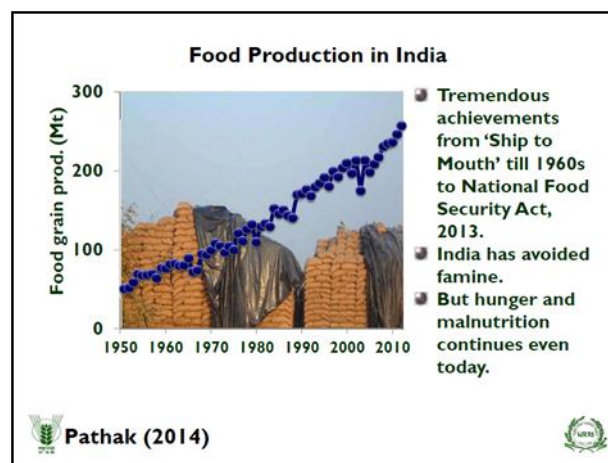 Food Production in India
Food grain prod. (Mt)
300
200
100
0
1950 1960 1970 1980 1990 2000 2010
Tremendous
achievements
from ‘Ship to
Mouth’ till 1960s
to National Food
Security Act,
2013.
India has avoided
famine.
But hunger and
malnutrition
continues even
today.
Pathak (2014)